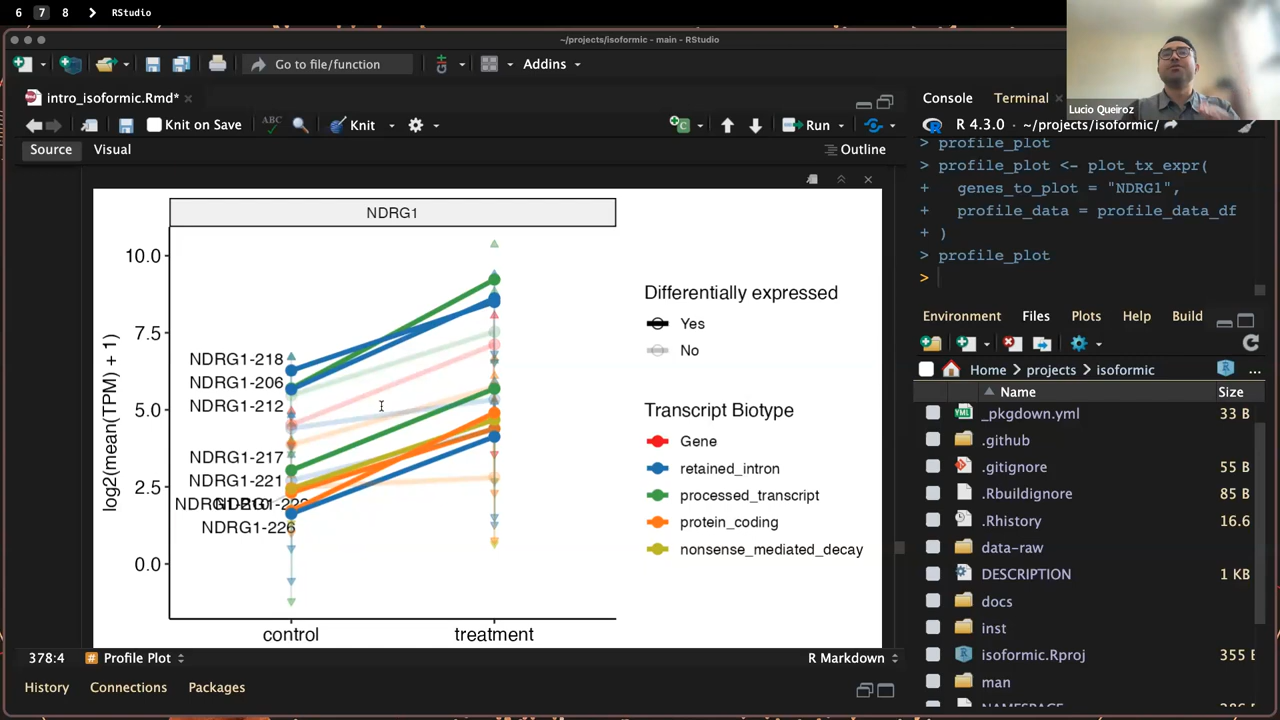 6 7 8 RStudio
~/projects/isoformic - main - RStudio
Go to file/function Addins
Lucio Queiroz
intro_isoformic.Rmd*
Knit on Save ABC Knit Run
Source Visual Outline
NDRG1
10.0
7.5
5.0
2.5
0.0
log2(mean(TPM) + 1)
NDRG1-218
NDRG1-206
NDRG1-212
NDRG1-217
NDRG1-221
NDRG1-226
control treatment
Differentially expressed
Yes
No
Transcript Biotype
Gene
retained_intron
processed_transcript
protein_coding
nonsense_mediated_decay
378:4 # Profile Plot R Markdown
History Connections Packages
Console Terminal
R 4.3.0 · ~/projects/isoformic/
> profile_plot
> profile_plot <- plot_tx_expr(
+ genes_to_plot = "NDRG1",
+ profile_data = profile_data_df
+ )
> profile_plot
>
Environment Files Plots Help Build
Home projects isoformic ...
Name Size
_pkgdown.yml 33 B
.github
.gitignore 55 B
.Rbuildignore 85 B
.Rhistory 16.6
data-raw
DESCRIPTION 1 KB
docs
inst
isoformic.Rproj 355 B
man
NAMESPACE